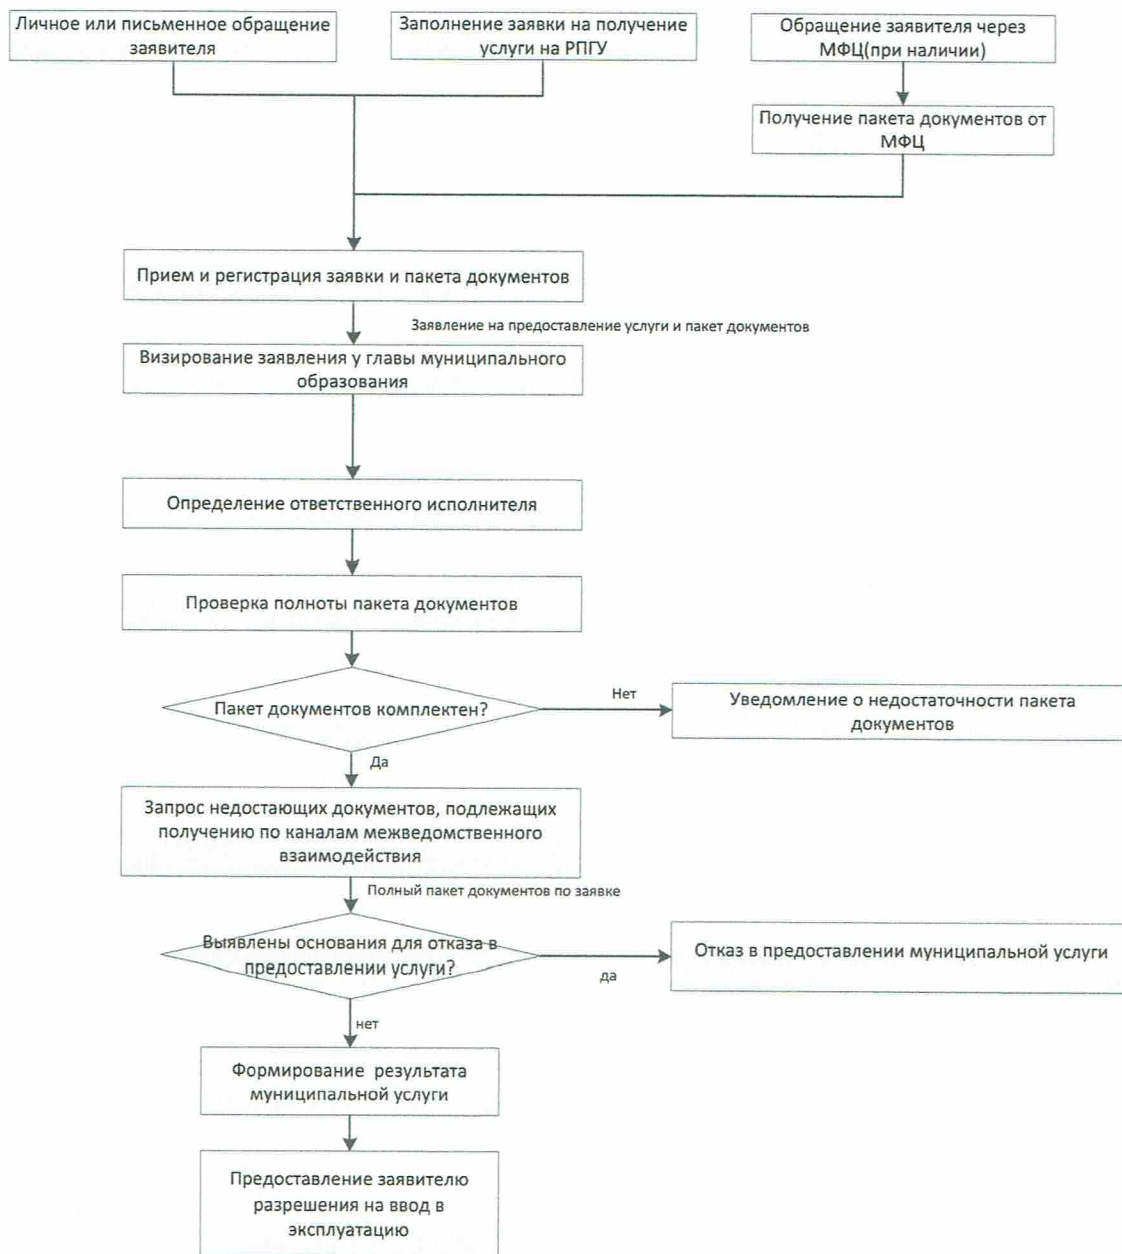 Личное или письменное обращение
заявителя
Заполнение заявки на получение
услуги на РПГУ
Обращение заявителя через
МФЦ(при наличии)
Получение пакета документов от
МФЦ
Прием и регистрация заявки и пакета документов
Заявление на предоставление услуги и пакет документов
Визирование заявления у главы муниципального
образования
Определение ответственного исполнителя
Проверка полноты пакета документов
Пакет документов комплектен?
Нет
Уведомление о недостаточности пакета
документов
Да
Запрос недостающих документов, подлежащих
получению по каналам межведомственного
взаимодействия
Полный пакет документов по заявке
Выявлены основания для отказа в
предоставлении услуги?
да
Отказ в предоставлении муниципальной услуги
нет
Формирование результата
муниципальной услуги
Предоставление заявителю
разрешения на ввод в
эксплуатацию